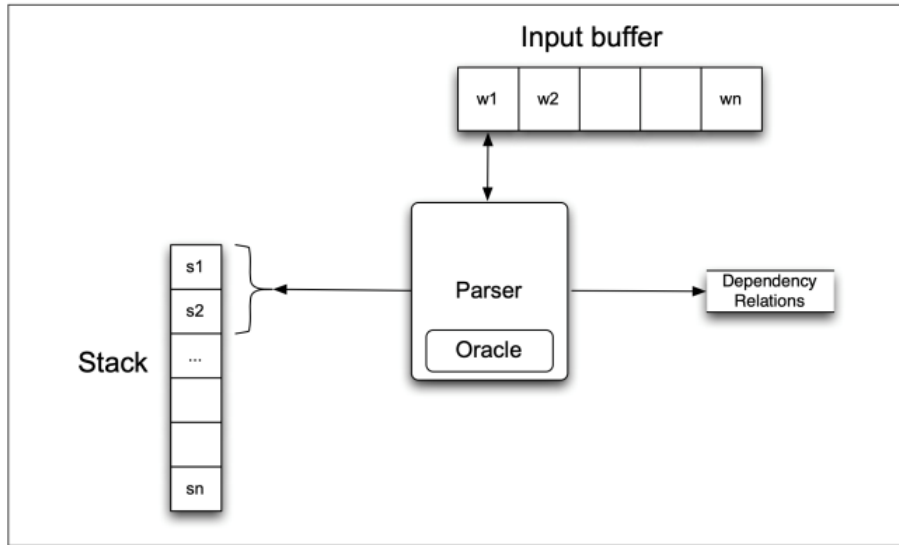 Input buffer
w1 w2 wn
s1
s2
...
sn
Stack
Parser
Oracle
Dependency
Relations